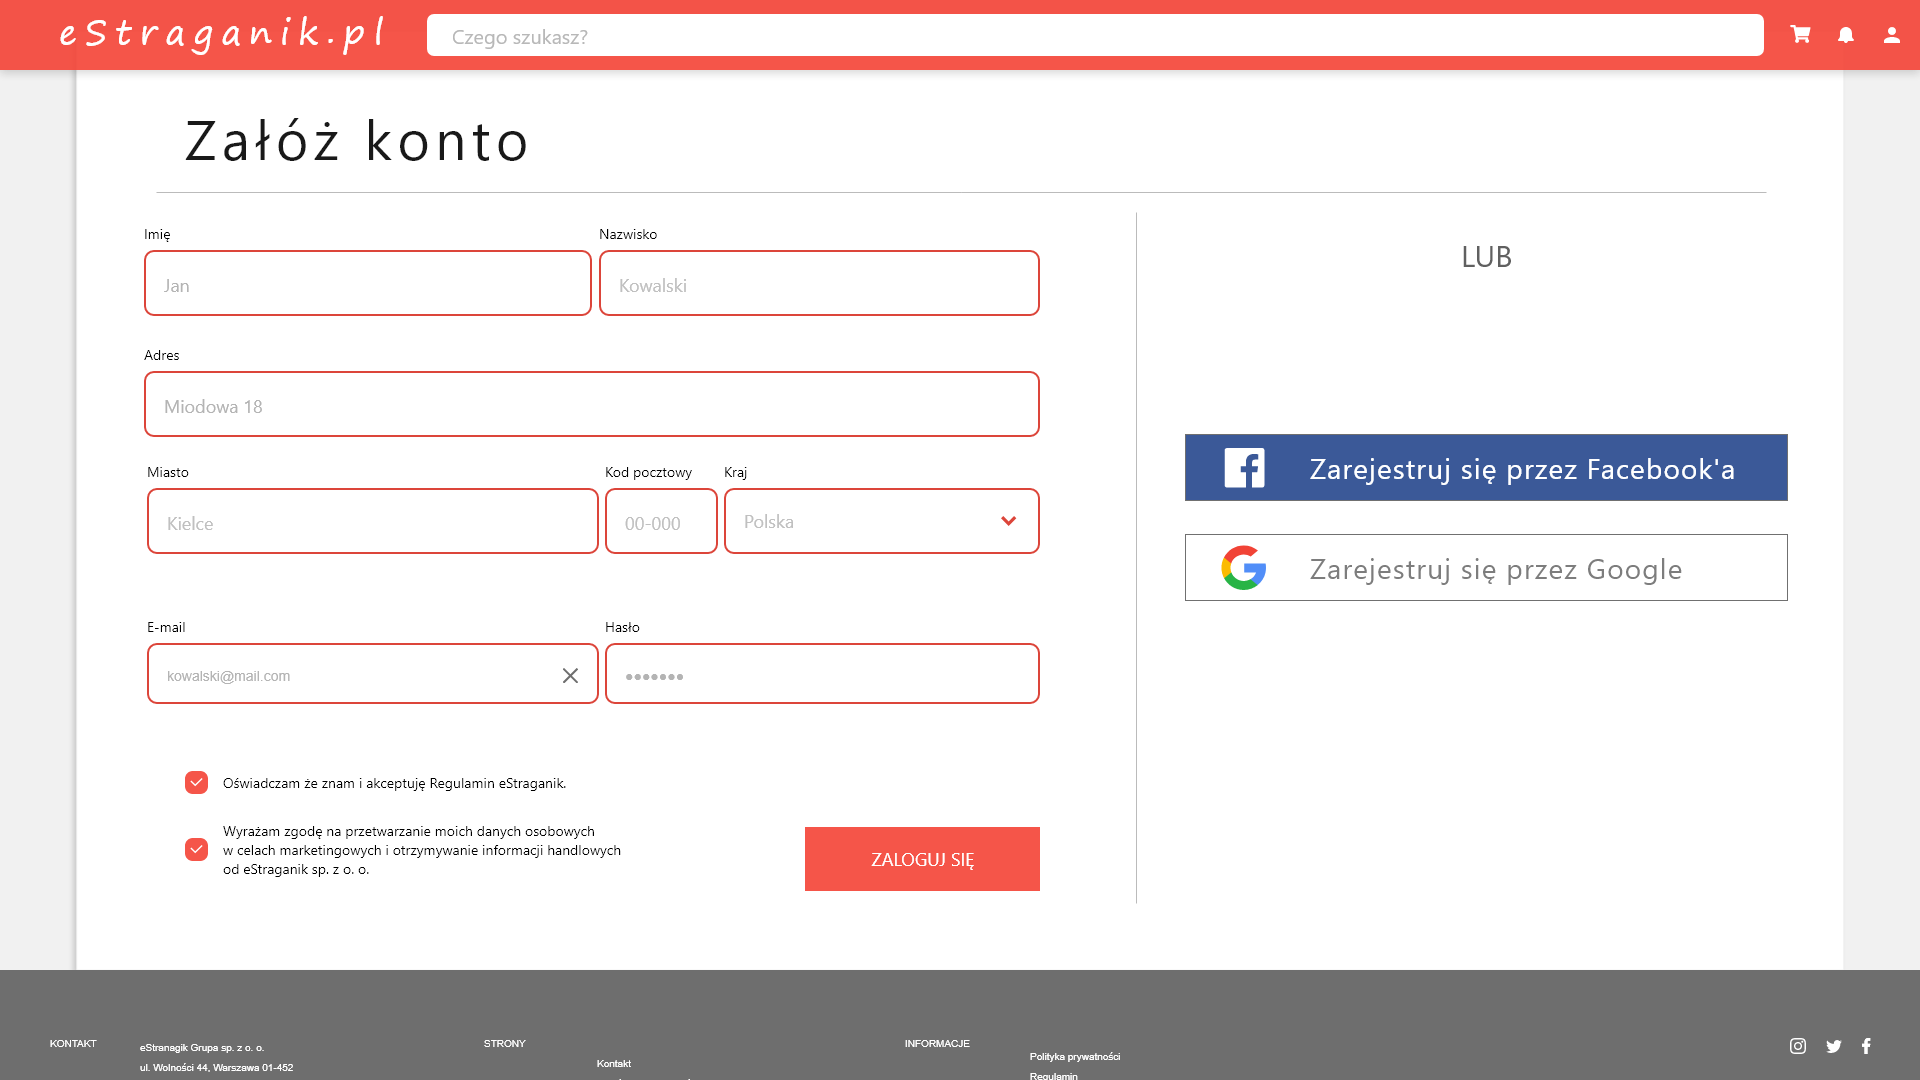 eStraganik.pl
Czego szukasz?
Załóż konto
Imię
Nazwisko
Jan
Kowalski
Adres
Miodowa 18
Miasto
Kod pocztowy
Kraj
Kielce
00-000
Polska
E-mail
Hasło
kowalski@mail.com
Oświadczam że znam i akceptuję Regulamin eStraganik.
Wyrażam zgodę na przetwarzanie moich danych osobowych
w celach marketingowych i otrzymywanie informacji handlowych
od eStraganik sp. z o. o.
ZALOGUJ SIĘ
LUB
Zarejestruj się przez Facebook'a
Zarejestruj się przez Google
KONTAKT
eStranagik Grupa sp. z o. o.
ul. Wolności 44, Warszawa 01-452
STRONY
Kontakt
INFORMACJE
Polityka prywatności
Regulamin